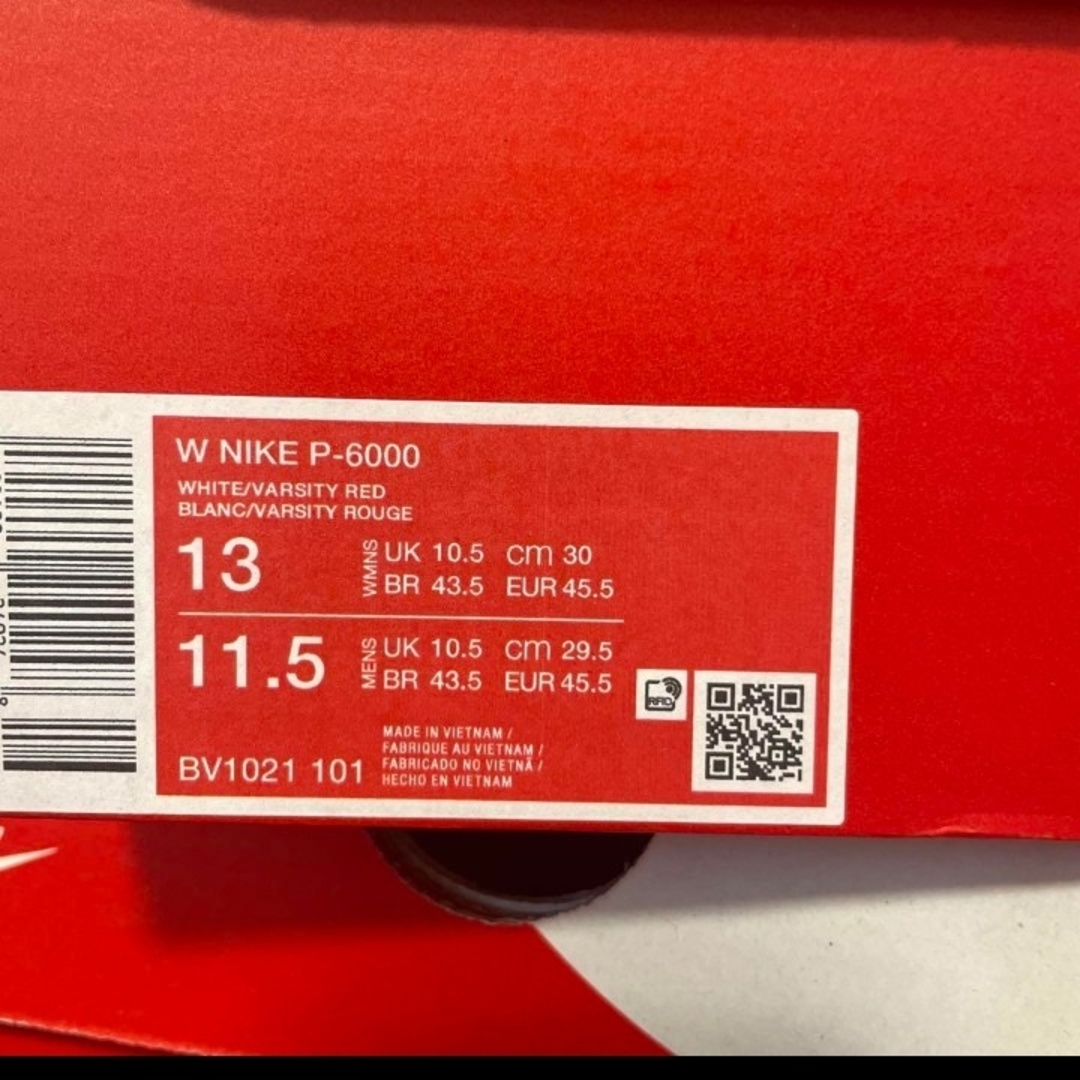 W NIKE P-6000
WHITE/VARSITY RED
BLANC/VARSITY ROUGE
13 WMNS UK 10.5 cm 30
BR 43.5 EUR 45.5
11.5 MENS UK 10.5 cm 29.5
BR 43.5 EUR 45.5
RFID
BV1021 101
MADE IN VIETNAM /
FABRIQUE AU VIETNAM /
FABRICADO NO VIETNÃ /
HECHO EN VIETNAM